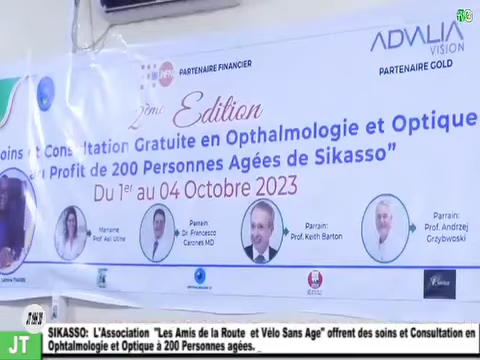 ADVALIA
VISION
UNFPA
PARTENAIRE FINANCIER
PARTENAIRE GOLD
2ème Edition
oins et Consultation Gratuite en Opthalmologie et Optique
au Profit de 200 Personnes Agées de Sikasso”
Du 1er au 04 Octobre 2023
Marraine
Prof. Asli
Parrain
Dr. Francesco
Carones MD
Parrain:
Prof. Keith Barton
Parrain:
Prof. Andrzej
Grzybwoski
JT
SIKASSO: L'Association "Les Amis de la Route et Vélo Sans Age" offrent des soins et Consultation en
Ophtalmologie et Optique à 200 Personnes agées.